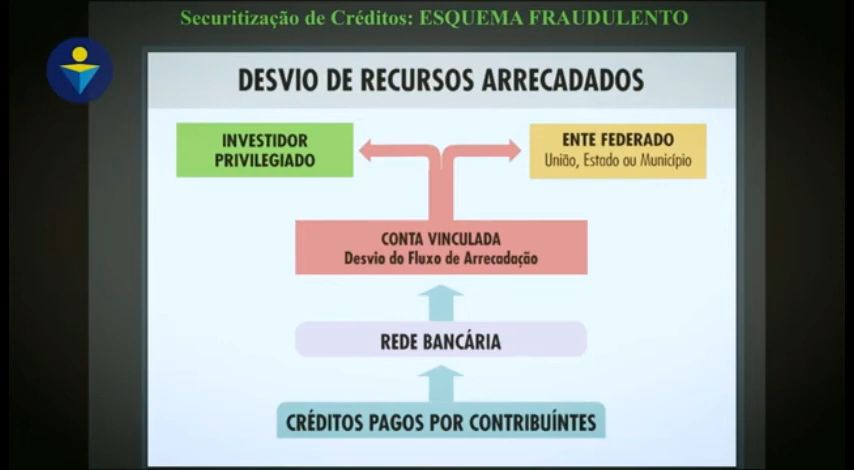 Securitização de Créditos: ESQUEMA FRAUDULENTO
DESVIO DE RECURSOS ARRECADADOS
INVESTIDOR
PRIVILEGIADO
ENTE FEDERADO
União, Estado ou Município
CONTA VINCULADA
Desvio do Fluxo de Arrecadação
REDE BANCÁRIA
CRÉDITOS PAGOS POR CONTRIBUÍNTES